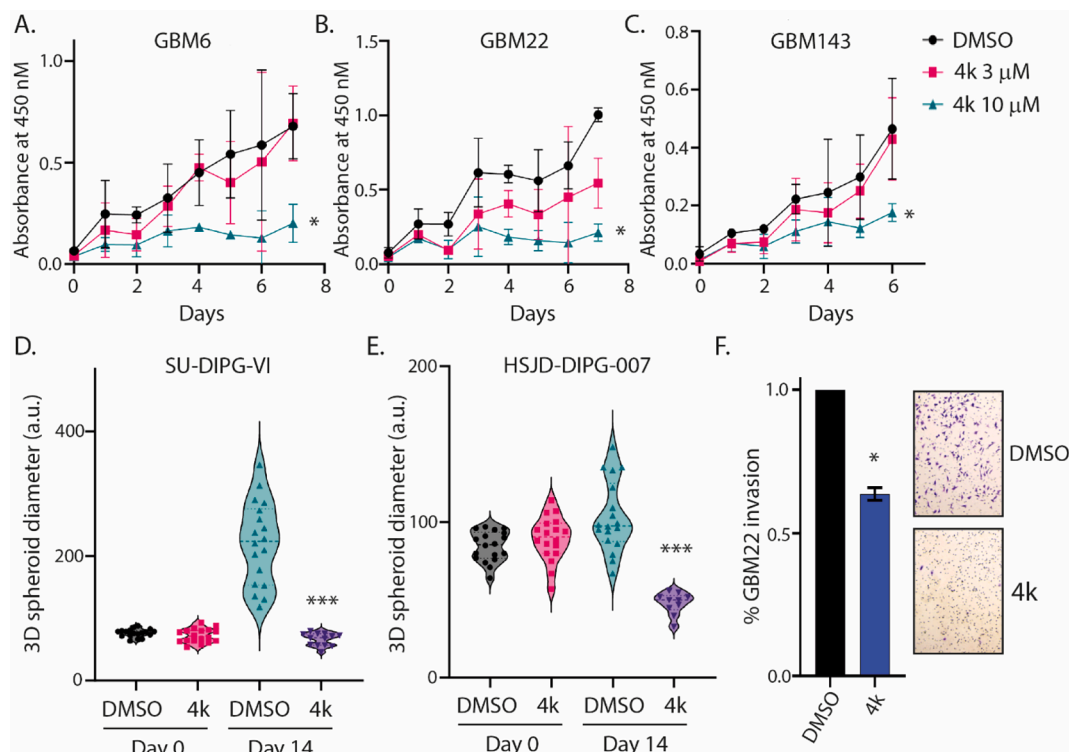 A.
GBM6
Absorbance at 450 nM
1.0
0.5
0.0
0 2 4 6 8
Days
B.
GBM22
Absorbance at 450 nM
1.5
1.0
0.5
0.0
0 2 4 6 8
Days
C.
GBM143
Absorbance at 450 nM
0.8
0.6
0.4
0.2
0.0
0 2 4 6
Days
DMSO
4k 3 μM
4k 10 μM
*
*
*
D.
SU-DIPG-VI
3D spheroid diameter (a.u.)
400
200
0
***
DMSO 4k DMSO 4k
Day 0 Day 14
E.
HSJD-DIPG-007
3D spheroid diameter (a.u.)
200
100
0
***
DMSO 4k DMSO 4k
Day 0 Day 14
F.
% GBM22 invasion
1.0
0.5
0.0
*
DMSO 4k
DMSO
4k